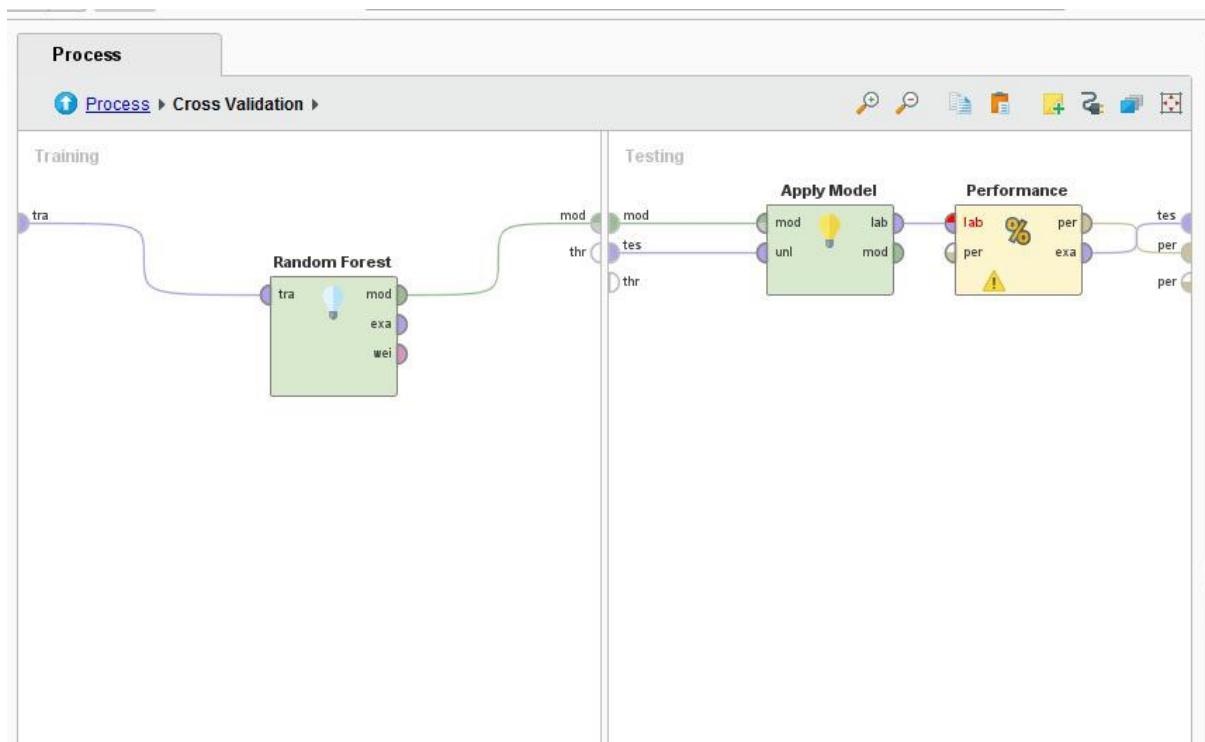 Process
Process Cross Validation
Training
tra
mod
thr
Random Forest
tra mod
exa
wei
Testing
mod
tes
thr
Apply Model
mod lab
unl mod
Performance
lab % per
per exa
tes
per
per